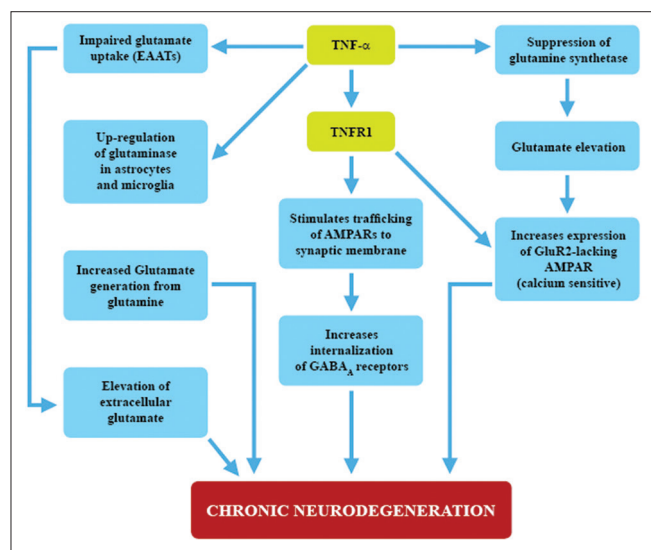 Impaired glutamate
uptake (EAATs)
TNF-α
Suppression of
glutamine synthetase
Up-regulation
of glutaminase
in astrocytes
and microglia
TNFR1
Glutamate elevation
Stimulates trafficking
of AMPARs to
synaptic membrane
Increases expression
of GluR2-lacking
AMPAR
(calcium sensitive)
Increased Glutamate
generation from
glutamine
Increases
internalization
of GABA_A receptors
Elevation of
extracellular
glutamate
CHRONIC NEURODEGENERATION